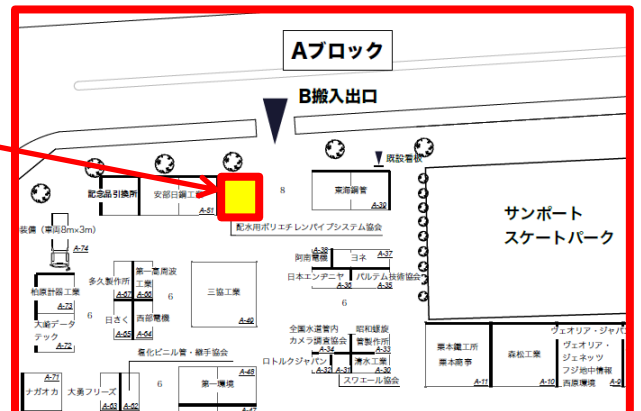 Aブロック
B搬入出口
既設看板
記念品引換所
安部日鋼工業
A-51
8
東海鋼管
A-30
配水用ポリエチレンパイプシステム協会
サンポート
スケートパーク
装備(車両8m×3m)
A-74
柏原計器工業
A-73
大崎データ
テック
A-72
6
多久製作所
A-67
第一高周波
工業
A-66
日さく
A-65
西部電機
A-64
6
三協工業
A-49
A-38
阿南電機
ヨネ
A-37
日本エンヂニヤ
A-36
パルテム技術協会
A-35
6
全国水道管内
カメラ調査協会
A-34
昭和螺旋
管製作所
A-33
ロトルクジャパン
A-32
A-31
清水工業
A-30
スワエール協会
塩化ビニル管・継手協会
A-71
ナガオカ
大勇フリーズ
A-53
A-52
6
A-48
第一環境
A-47
栗本鐵工所
栗本商事
A-11
森松工業
A-10
ヴェオリア・ジャパ
ヴェオリア・
ジェネッツ
フジ地中情報
西原環境
A-9